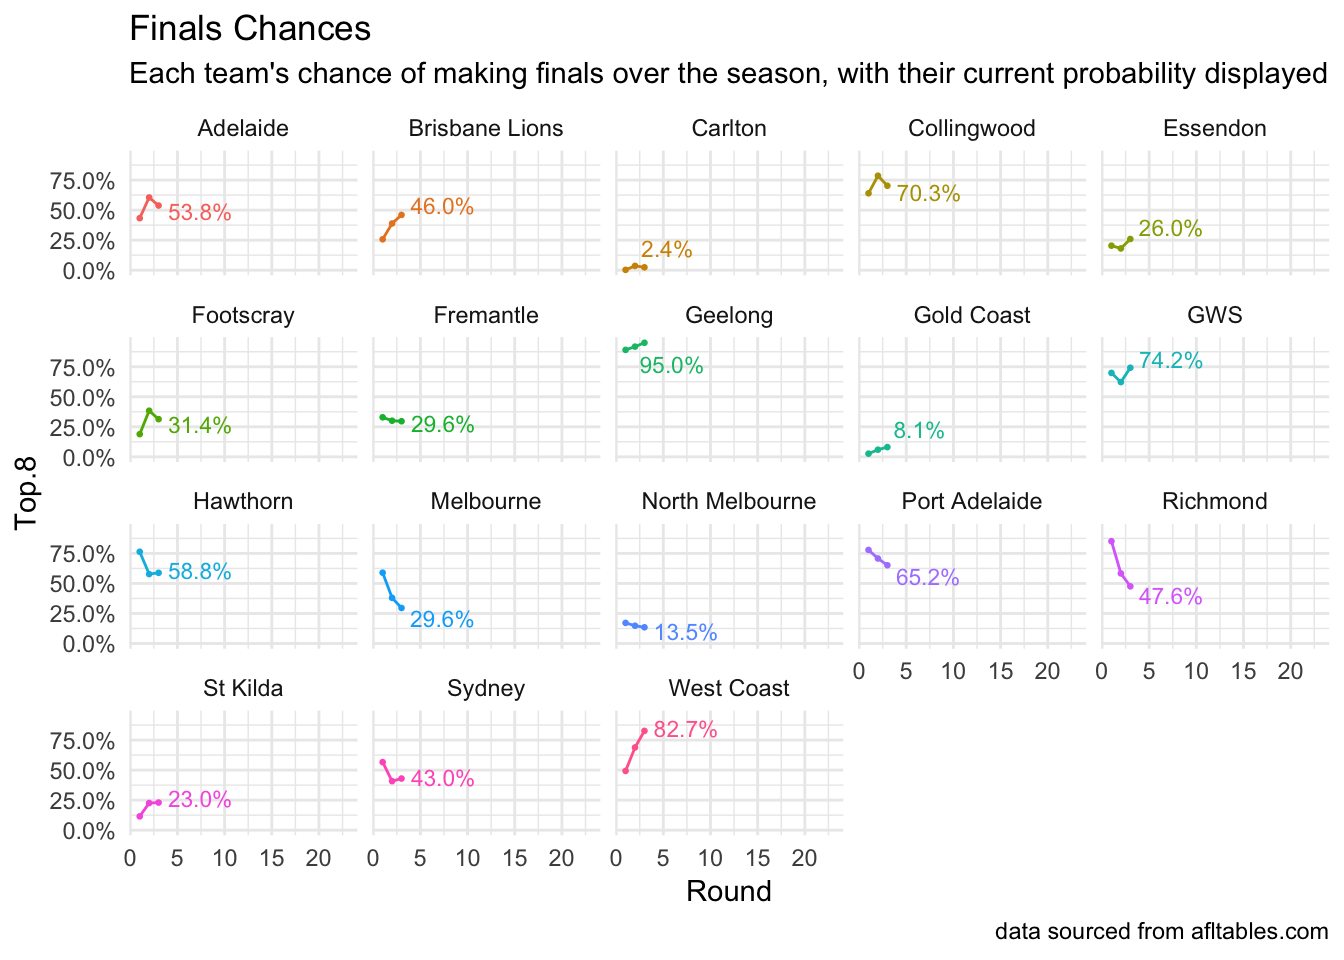 Finals Chances
Each team's chance of making finals over the season, with their current probability displayed
Adelaide Brisbane Lions Carlton Collingwood Essendon
75.0%
50.0%
25.0%
0.0%
53.8% 46.0% 2.4% 70.3% 26.0%
Footscray Fremantle Geelong Gold Coast GWS
75.0%
50.0%
25.0%
0.0%
31.4% 29.6% 95.0% 8.1% 74.2%
Top.8
Hawthorn Melbourne North Melbourne Port Adelaide Richmond
75.0%
50.0%
25.0%
0.0%
58.8% 29.6% 13.5% 65.2% 47.6%
0 5 10 15 20 0 5 10 15 20
St Kilda Sydney West Coast
75.0%
50.0%
25.0%
0.0%
23.0% 43.0% 82.7%
0 5 10 15 20 0 5 10 15 20 0 5 10 15 20
Round
data sourced from afltables.com